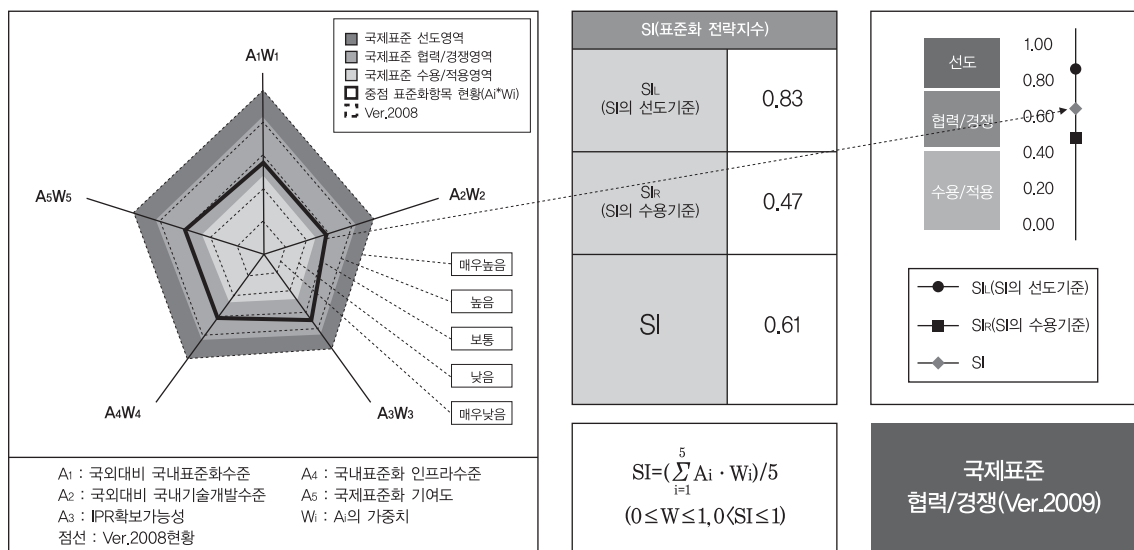 국제표준 선도영역
국제표준 협력/경쟁영역
국제표준 수용/적용영역
중점 표준화항목 현황(Ai*Wi)
Ver.2008
A1W1
A2W2
A3W3
A4W4
A5W5
매우높음
높음
보통
낮음
매우낮음
A1 : 국외대비 국내표준화수준
A2 : 국외대비 국내기술개발수준
A3 : IPR확보가능성
점선 : Ver.2008현황
A4 : 국내표준화 인프라수준
A5 : 국제표준화 기여도
Wi : Ai의 가중치
SI(표준화 전략지수)
SIL
(SI의 선도기준)
0.83
SIR
(SI의 수용기준)
0.47
SI
0.61
SI=(5∑i=1 Ai · Wi)/5
(0≤W≤1, 0〈SI≤1)
선도
협력/경쟁
수용/적용
1.00
0.80
0.60
0.40
0.20
0.00
SIL(SI의 선도기준)
SIR(SI의 수용기준)
SI
국제표준
협력/경쟁(Ver.2009)